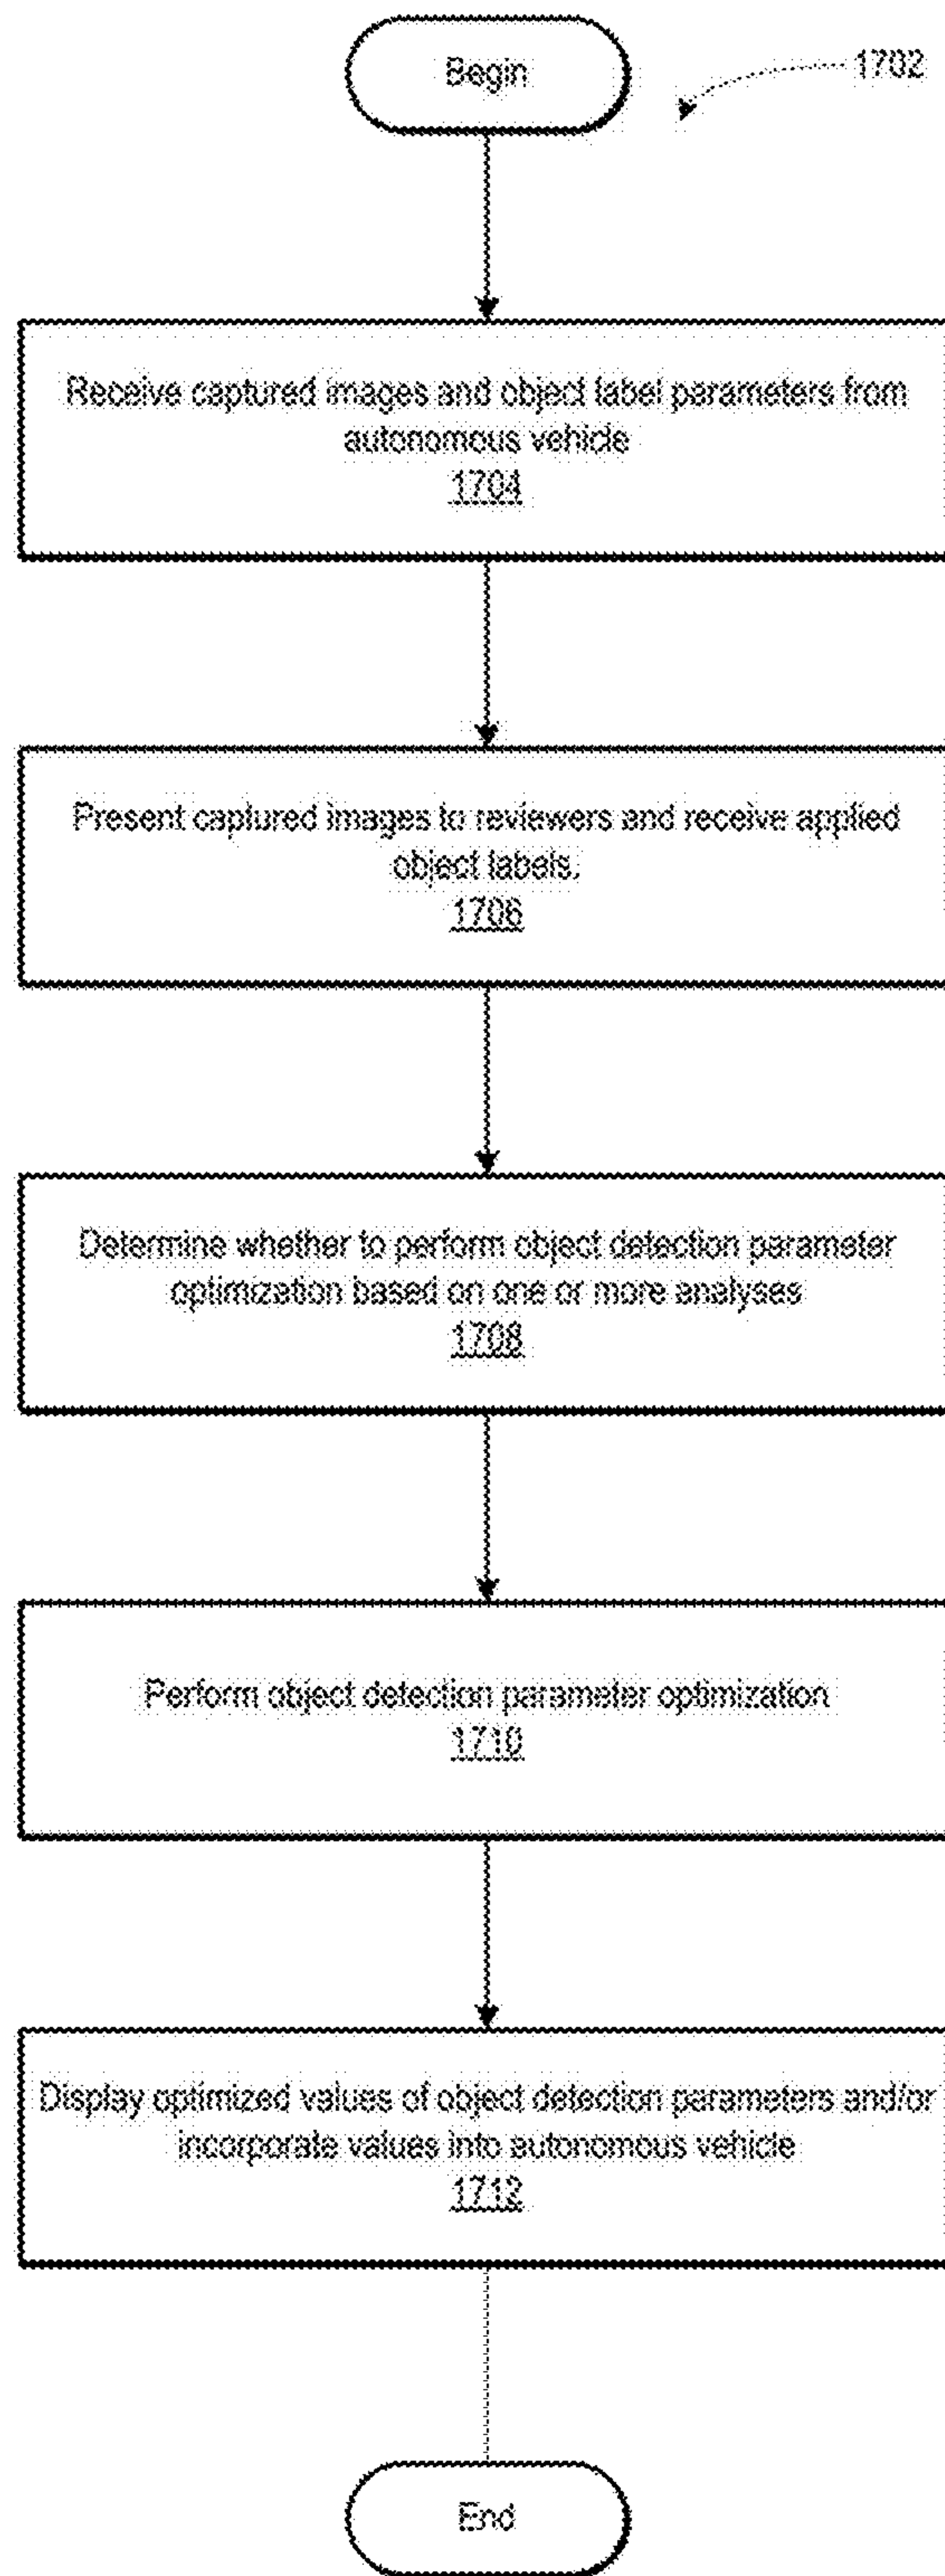 Begin
1702
Receive captured images and object label parameters from
autonomous vehicle
1704
Present captured images to reviewers and receive applied
object labels.
1706
Determine whether to perform object detection parameter
optimization based on one or more analyses
1708
Perform object detection parameter optimization
1710
Display optimized values of object detection parameters and/or
incorporate values into autonomous vehicle
1712
End